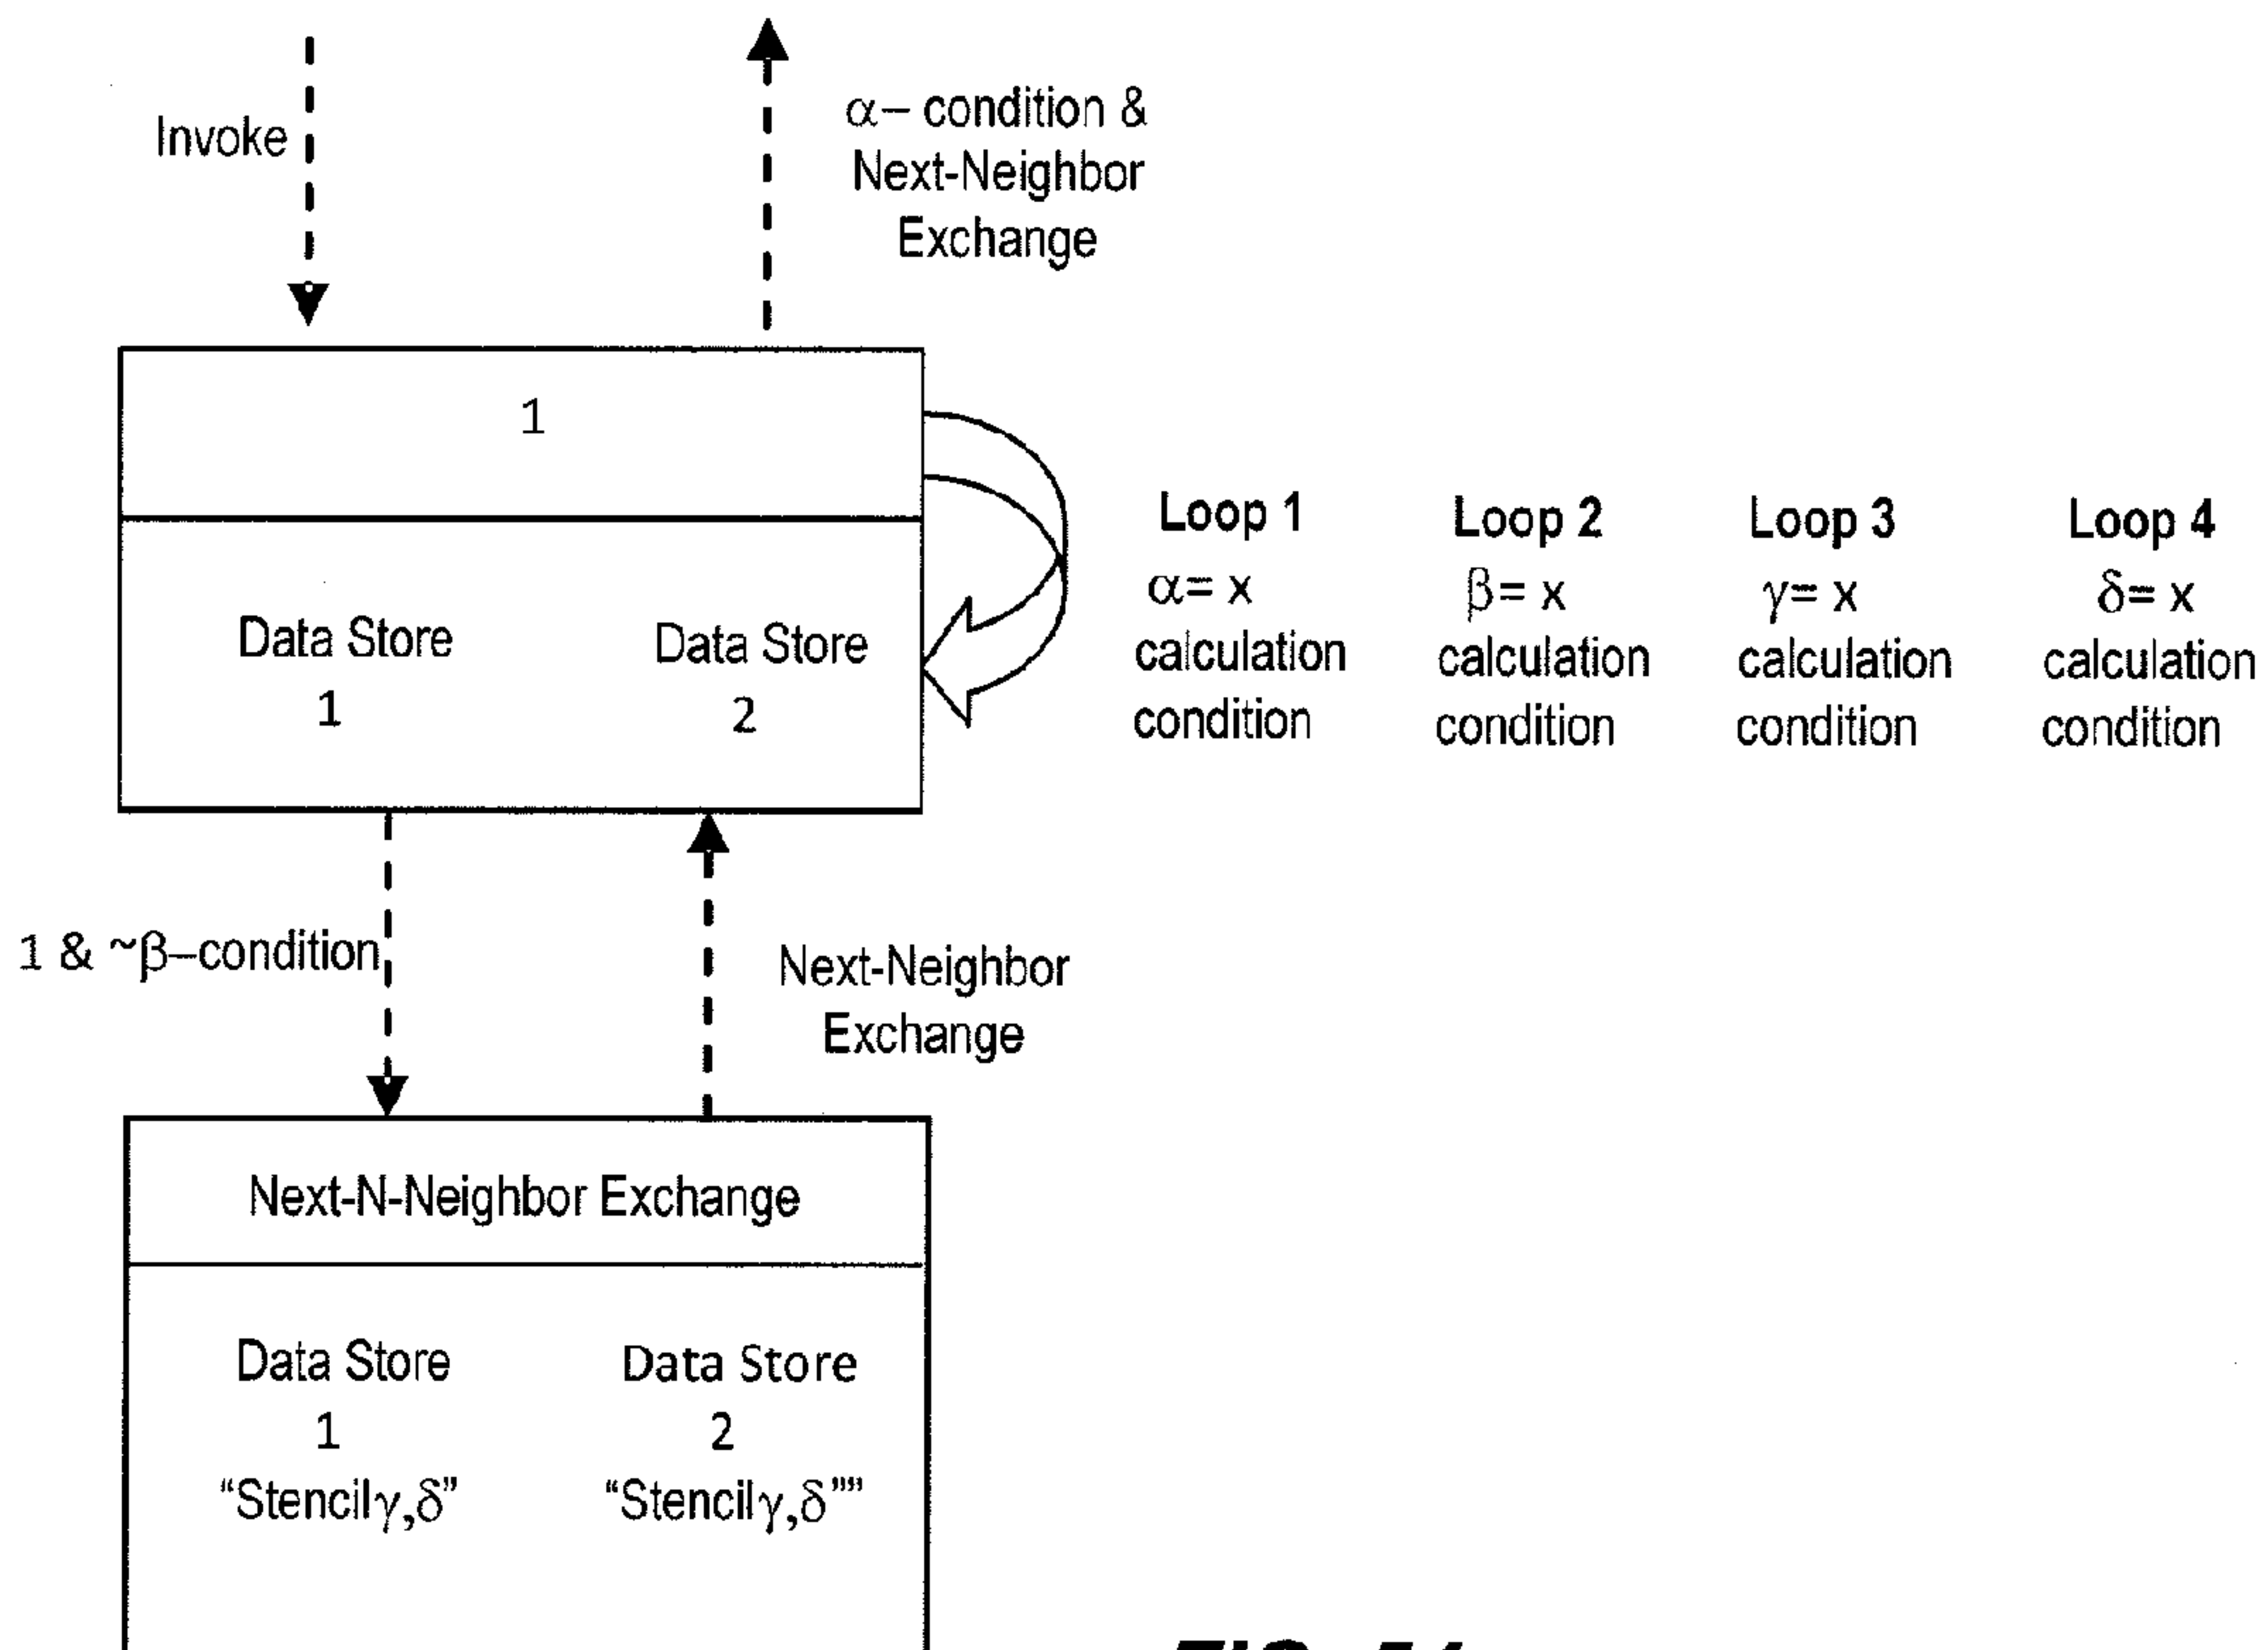 Invoke
α– condition &
Next-Neighbor
Exchange
1
Data Store
1
Data Store
2
Loop 1
α= x
calculation
condition
Loop 2
β= x
calculation
condition
Loop 3
γ= x
calculation
condition
Loop 4
δ= x
calculation
condition
1 & ~β–condition
Next-Neighbor
Exchange
Next-N-Neighbor Exchange
Data Store
1
“Stencilγ,δ”
Data Store
2
“Stencilγ,δ””